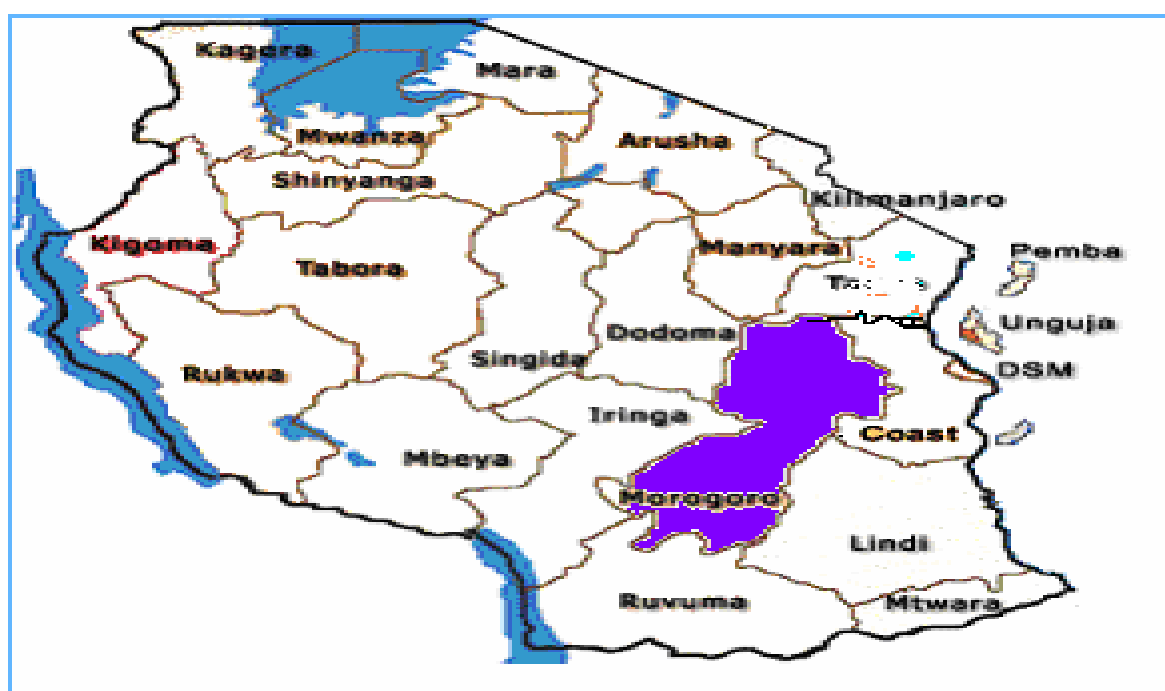 Kagera
Mara
Mwanza
Arusha
Shinyanga
Kilimanjaro
Kigoma
Manyara
Pemba
Tabora
Unguja
Dodoma
Singida
DSM
Rukwa
Iringa
Coast
Mbeya
Morogoro
Lindi
Ruvuma
Mtwara